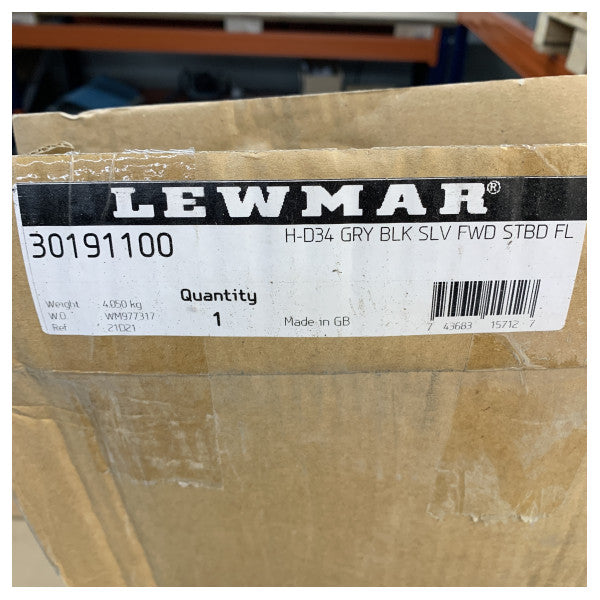 LEWMAR®
30191100 H-D34 GRY BLK SLV FWD STBD FL
Weight 4.050 kg
W.O. WM977317
Ref 21D21
Quantity
1
Made in GB
7 43683 15712 7